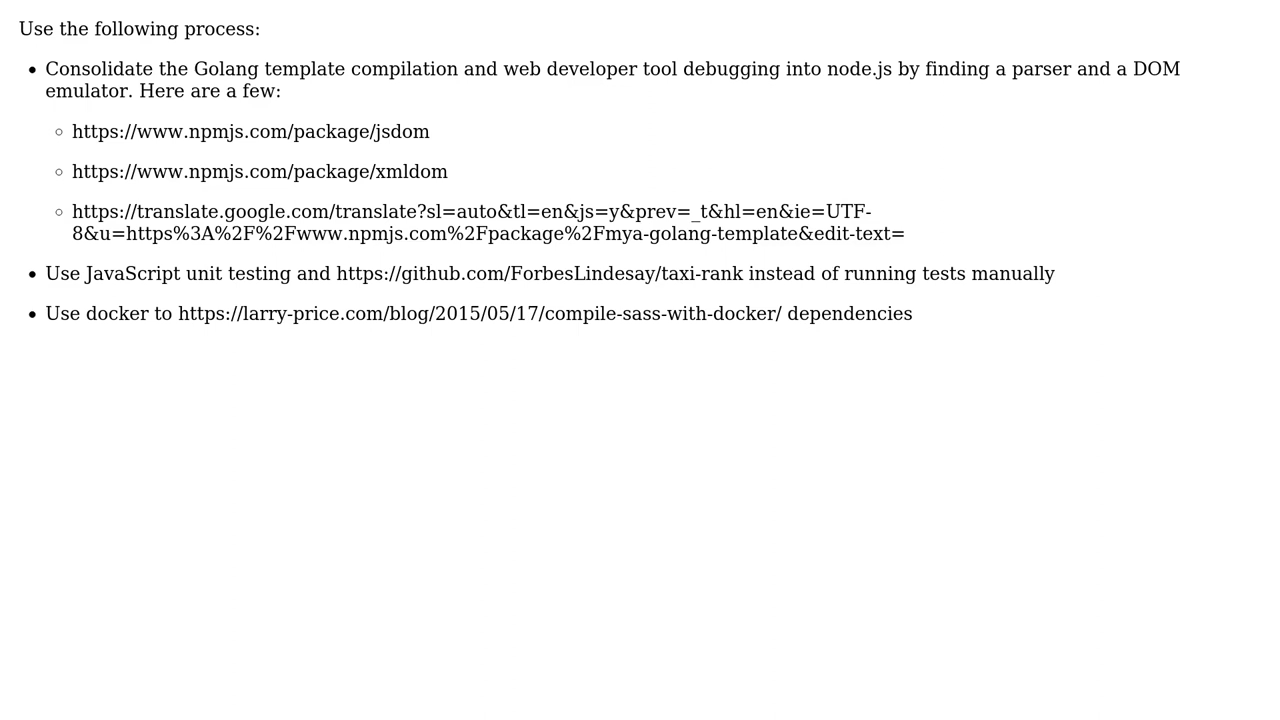 Use the following process:
Consolidate the Golang template compilation and web developer tool debugging into node.js by finding a parser and a DOM
emulator. Here are a few:
https://www.npmjs.com/package/jsdom
https://www.npmjs.com/package/xmldom
https://translate.google.com/translate?sl=auto&tl=en&js=y&prev=_t&hl=en&ie=UTF-
8&u=https%3A%2F%2Fwww.npmjs.com%2Fpackage%2Fmya-golang-template&edit-text=
Use JavaScript unit testing and https://github.com/ForbesLindesay/taxi-rank instead of running tests manually
Use docker to https://larry-price.com/blog/2015/05/17/compile-sass-with-docker/ dependencies